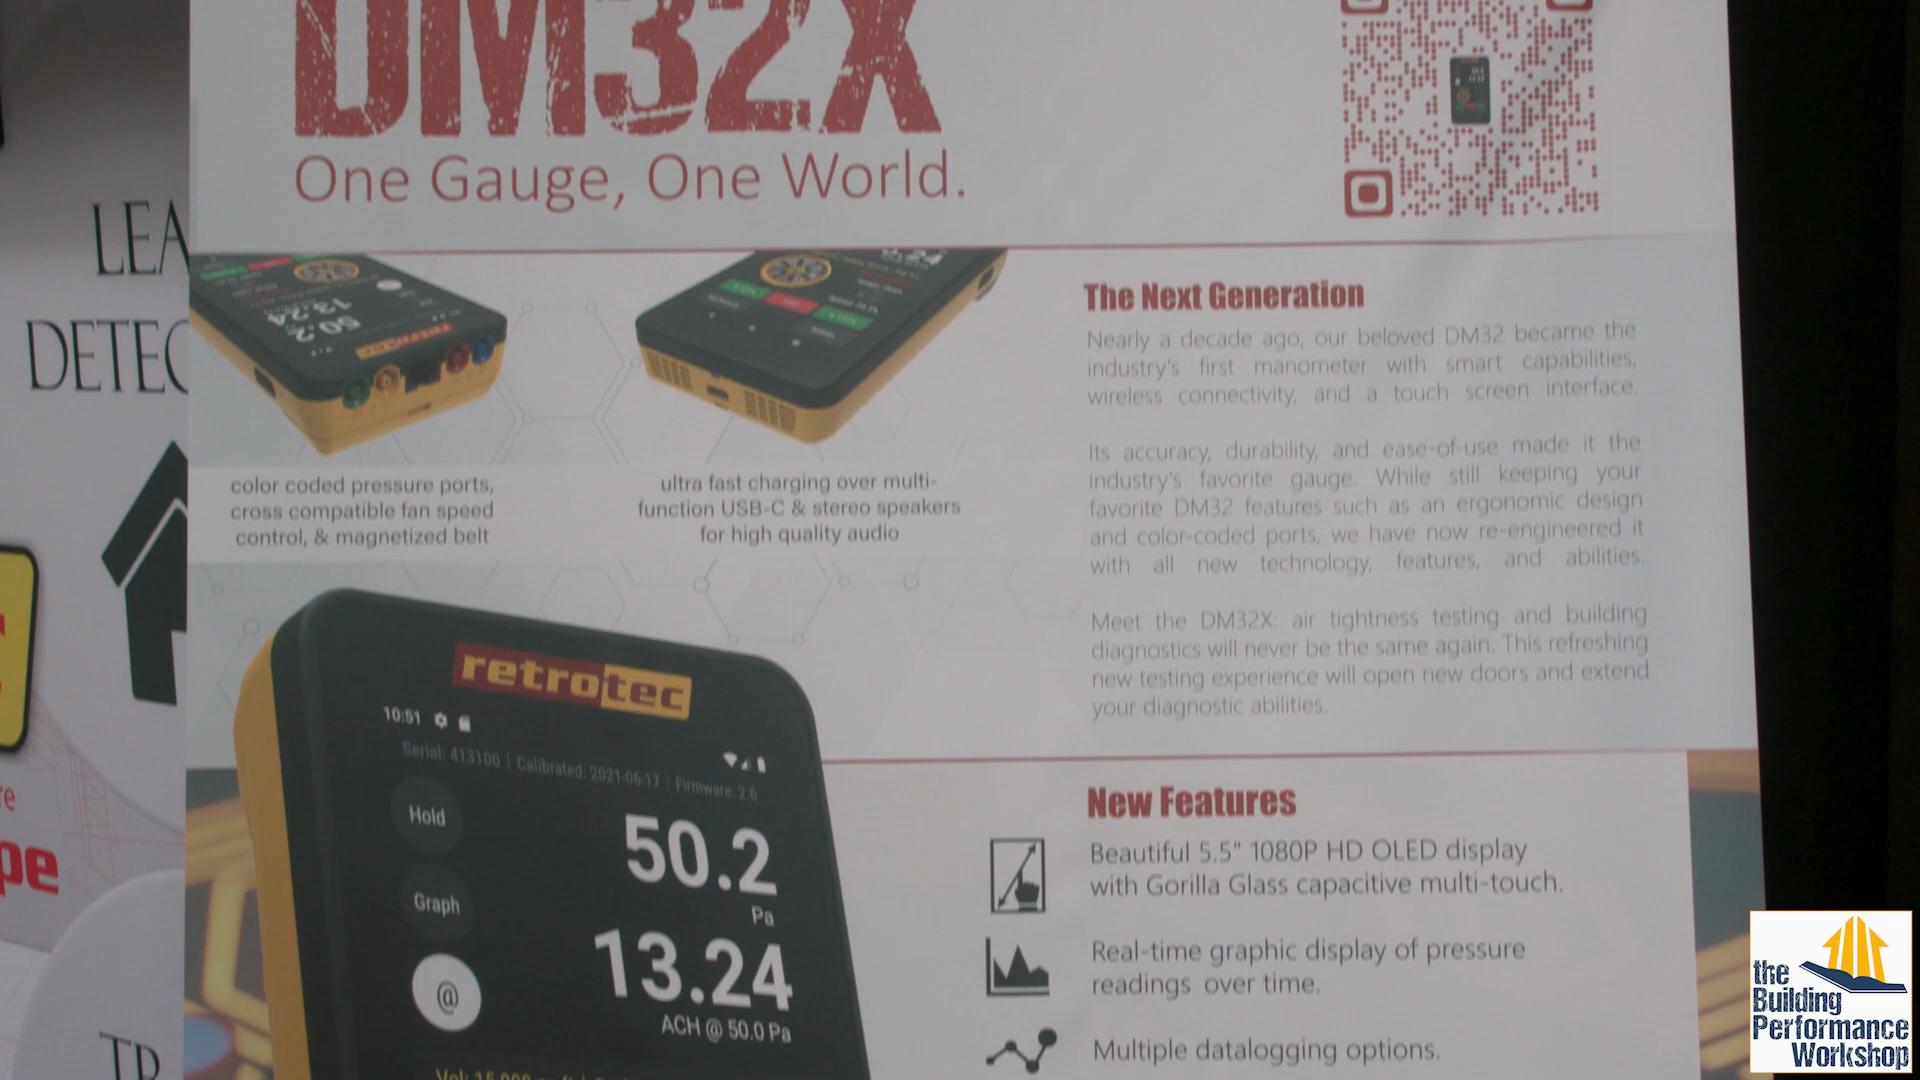 DM32X
One Gauge, One World.
LEA
DETEC
The Next Generation
Nearly a decade ago, our beloved DM32 became the
industry's first manometer with smart capabilities,
wireless connectivity, and a touch screen interface.
Its accuracy, durability, and ease-of-use made it the
industry's favorite gauge. While still keeping your
favorite DM32 features such as an ergonomic design
and color-coded ports, we have now re-engineered it
with all new technology, features, and abilities.
Meet the DM32X: air tightness testing and building
diagnostics will never be the same again. This refreshing
new testing experience will open new doors and extend
your diagnostic abilities.
50.2
13.24
retrotec
color coded pressure ports,
cross compatible fan speed
control, & magnetized belt
ultra fast charging over multi-
function USB-C & stereo speakers
for high quality audio
retrotec
10:51
Serial: 413100 | Calibrated: 2021-06-17 | Firmware: 2.6
Hold
50.2
Pa
Graph
13.24
@
ACH @ 50.0 Pa
New Features
Beautiful 5.5" 1080P HD OLED display
with Gorilla Glass capacitive multi-touch.
Real-time graphic display of pressure
readings over time.
Multiple datalogging options.
re
pe
TR
the
Building
Performance
Workshop